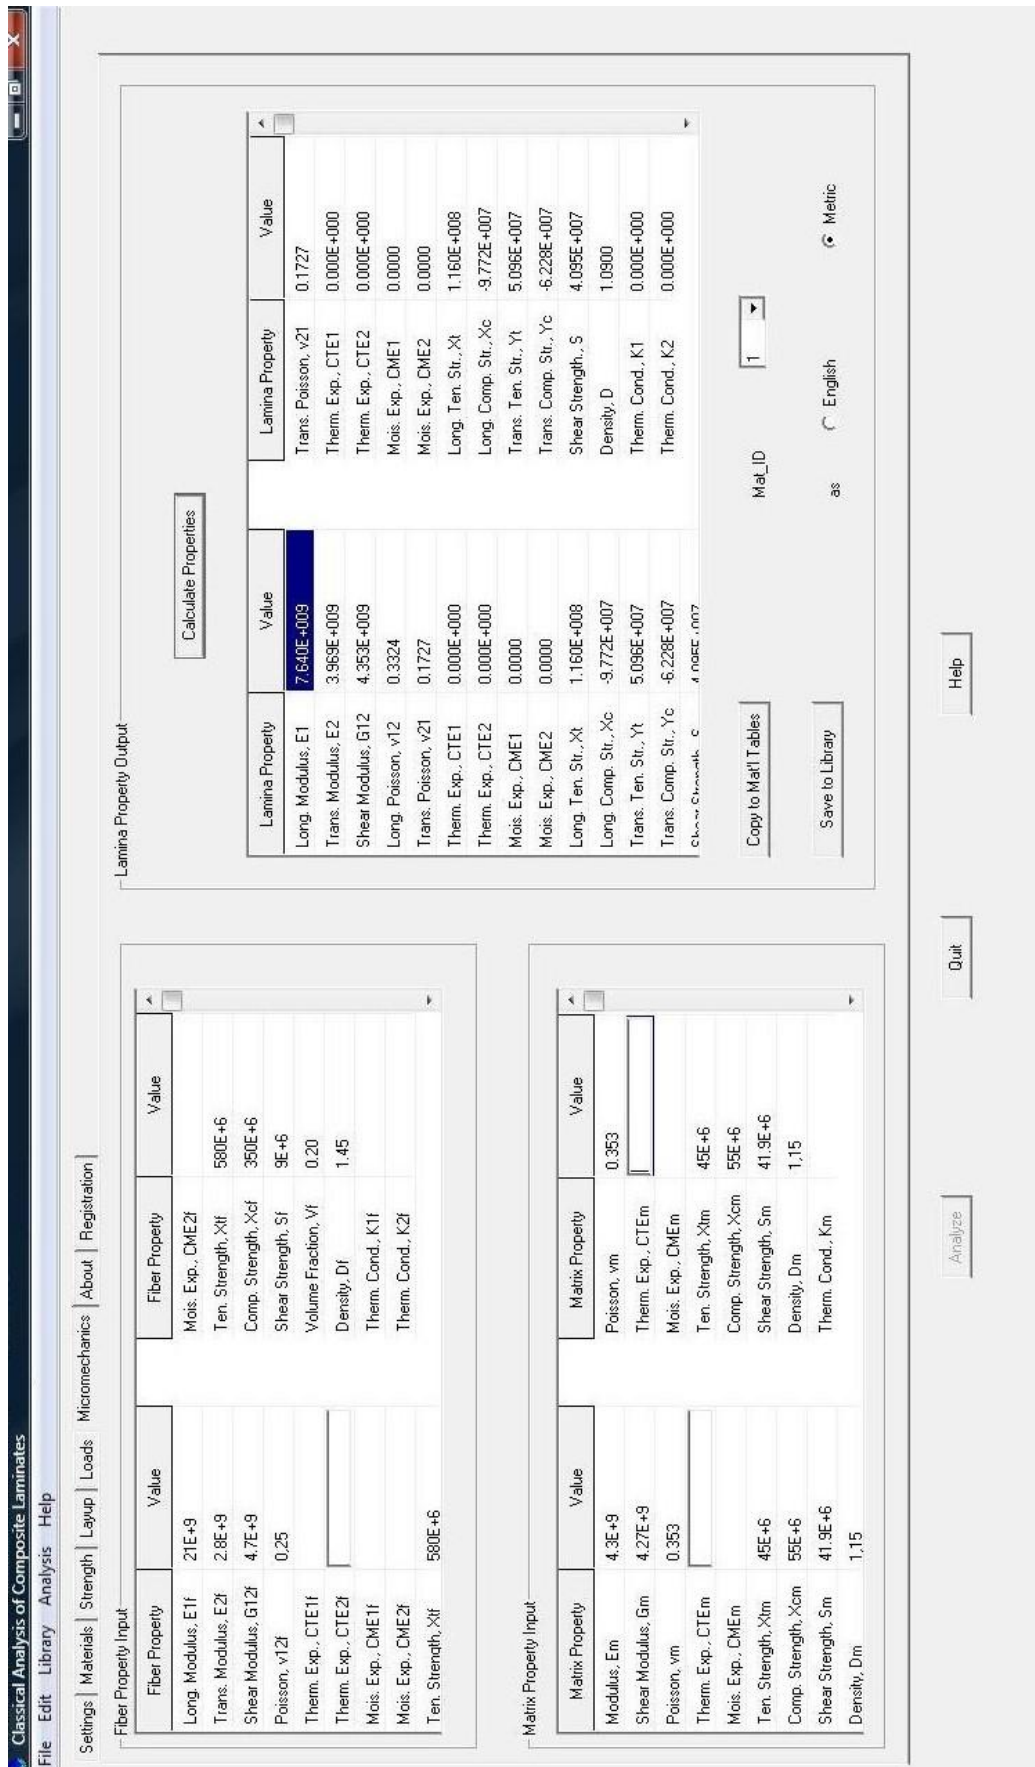 Classical Analysis of Composite Laminates
File Edit Library Analysis Help
Settings Materials Strength Layup Loads Micromechanics About Registration
Fiber Property Input
Fiber Property Value Fiber Property Value
Long. Modulus, E1f 21E+9 Mois. Exp., CME2f
Trans. Modulus, E2f 2.8E+9 Ten. Strength, Xtf 580E+6
Shear Modulus, G12f 4.7E+9 Comp. Strength, Xcf 350E+6
Poisson, v12f 0,25 Shear Strength, Sf 9E+6
Therm. Exp., CTE1f Volume Fraction, Vf 0.20
Therm. Exp., CTE2f Density, Df 1.45
Mois. Exp., CME1f Therm. Cond., K1f
Mois. Exp., CME2f Therm. Cond., K2f
Ten. Strength, Xtf 580E+6
Matrix Property Input
Matrix Property Value Matrix Property Value
Modulus, Em 4.3E+9 Poisson, vm 0.353
Shear Modulus, Gm 4.27E+9 Therm. Exp., CTEm
Poisson, vm 0.353 Mois. Exp., CMEm
Therm. Exp., CTEm Ten. Strength, Xtm 45E+6
Mois. Exp., CMEm Comp. Strength, Xcm 55E+6
Ten. Strength, Xtm 45E+6 Shear Strength, Sm 41.9E+6
Comp. Strength, Xcm 55E+6 Density, Dm 1,15
Shear Strength, Sm 41.9E+6 Therm. Cond., Km
Density, Dm 1,15
Lamina Property Output
Calculate Properties
Lamina Property Value Lamina Property Value
Long. Modulus, E1 7.640E+009 Trans. Poisson, v21 0.1727
Trans. Modulus, E2 3.969E+009 Therm. Exp., CTE1 0.000E+000
Shear Modulus, G12 4.353E+009 Therm. Exp., CTE2 0.000E+000
Long. Poisson, v12 0.3324 Mois. Exp., CME1 0.0000
Trans. Poisson, v21 0.1727 Mois. Exp., CME2 0.0000
Therm. Exp., CTE1 0.000E+000 Long. Ten. Str., Xt 1.160E+008
Therm. Exp., CTE2 0.000E+000 Long. Comp. Str., Xc -9.772E+007
Mois. Exp., CME1 0.0000 Trans. Ten. Str., Yt 5.096E+007
Mois. Exp., CME2 0.0000 Trans. Comp. Str., Yc -6.228E+007
Long. Ten. Str., Xt 1.160E+008 Shear Strength., S 4.095E+007
Long. Comp. Str., Xc -9.772E+007 Density, D 1.0900
Trans. Ten. Str., Yt 5.096E+007 Therm. Cond., K1 0.000E+000
Trans. Comp. Str., Yc -6.228E+007 Therm. Cond., K2 0.000E+000
Copy to Mat'l Tables Mat_ID 1
Save to Library as English Metric
Analyze Quit Help